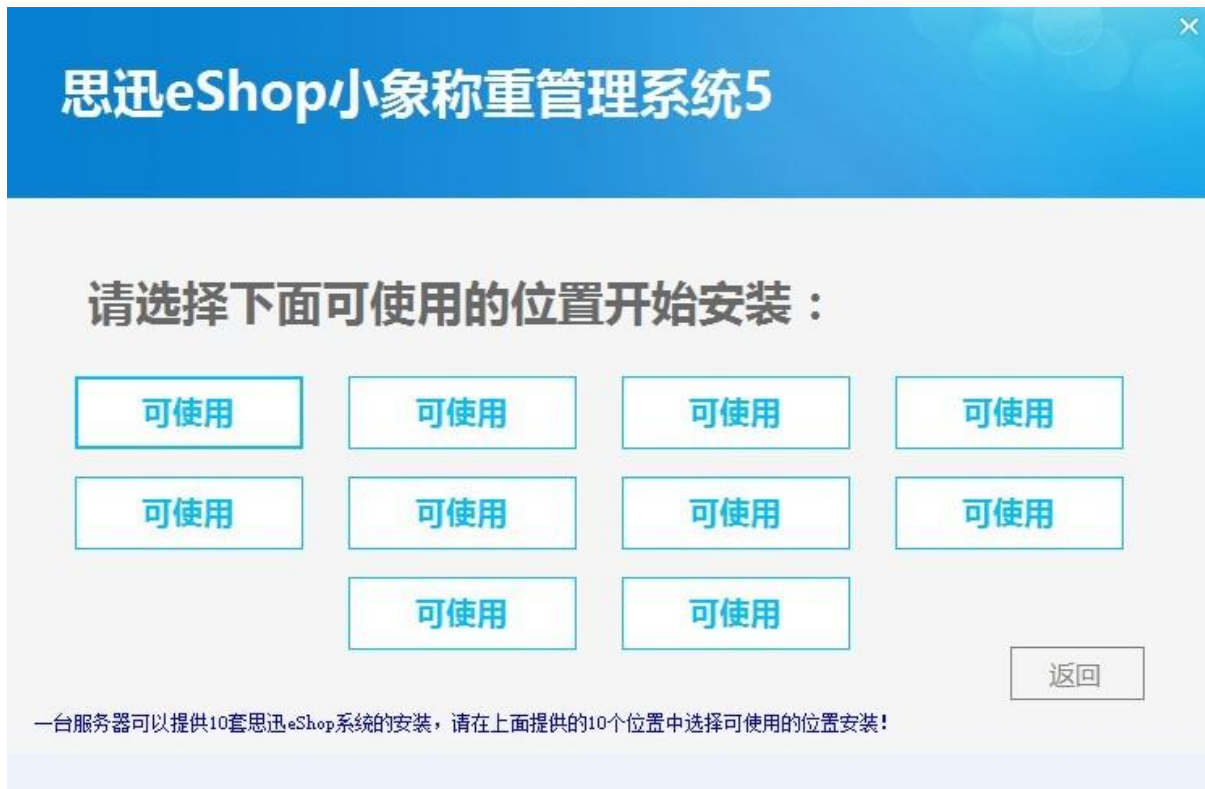 思迅eShop小象称重管理系统5
请选择下面可使用的位置开始安装：
可使用 可使用 可使用 可使用
可使用 可使用 可使用 可使用
可使用 可使用
返回
一台服务器可以提供10套思迅eShop系统的安装，请在上面提供的10个位置中选择可使用的位置安装！